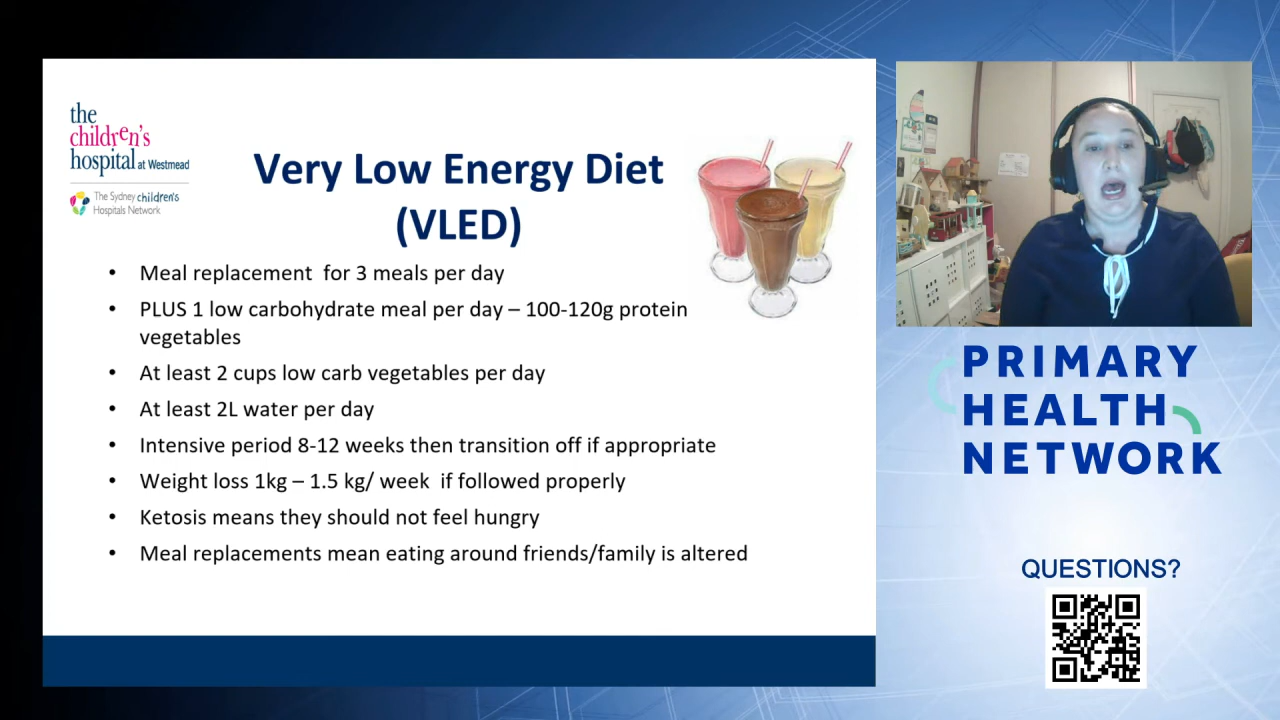 the
children's
hospital at Westmead
The Sydney children's
Hospitals Network
Very Low Energy Diet
(VLED)
• Meal replacement  for 3 meals per day
• PLUS 1 low carbohydrate meal per day – 100-120g protein
vegetables
• At least 2 cups low carb vegetables per day
• At least 2L water per day
• Intensive period 8-12 weeks then transition off if appropriate
• Weight loss 1kg – 1.5 kg/ week  if followed properly
• Ketosis means they should not feel hungry
• Meal replacements mean eating around friends/family is altered
PRIMARY
HEALTH
NETWORK
QUESTIONS?